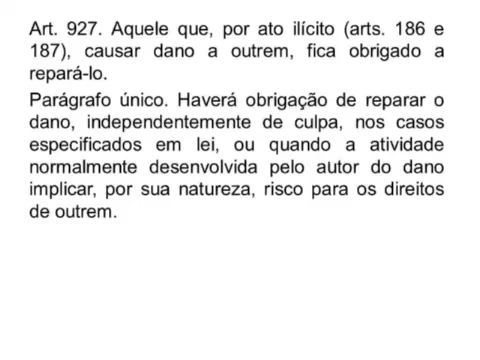 Art. 927. Aquele que, por ato ilícito (arts. 186 e
187), causar dano a outrem, fica obrigado a
repará-lo.
Parágrafo único. Haverá obrigação de reparar o
dano, independentemente de culpa, nos casos
especificados em lei, ou quando a atividade
normalmente desenvolvida pelo autor do dano
implicar, por sua natureza, risco para os direitos
de outrem.